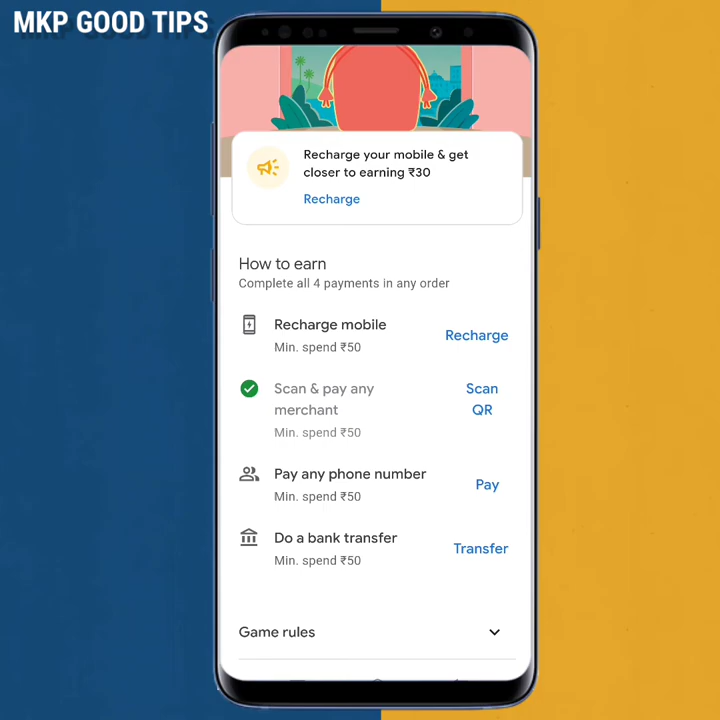 MKP GOOD TIPS
Recharge your mobile & get
closer to earning ₹30
Recharge
How to earn
Complete all 4 payments in any order
Recharge mobile
Min. spend ₹50
Recharge
Scan & pay any
merchant
Min. spend ₹50
Scan
QR
Pay any phone number
Min. spend ₹50
Pay
Do a bank transfer
Min. spend ₹50
Transfer
Game rules